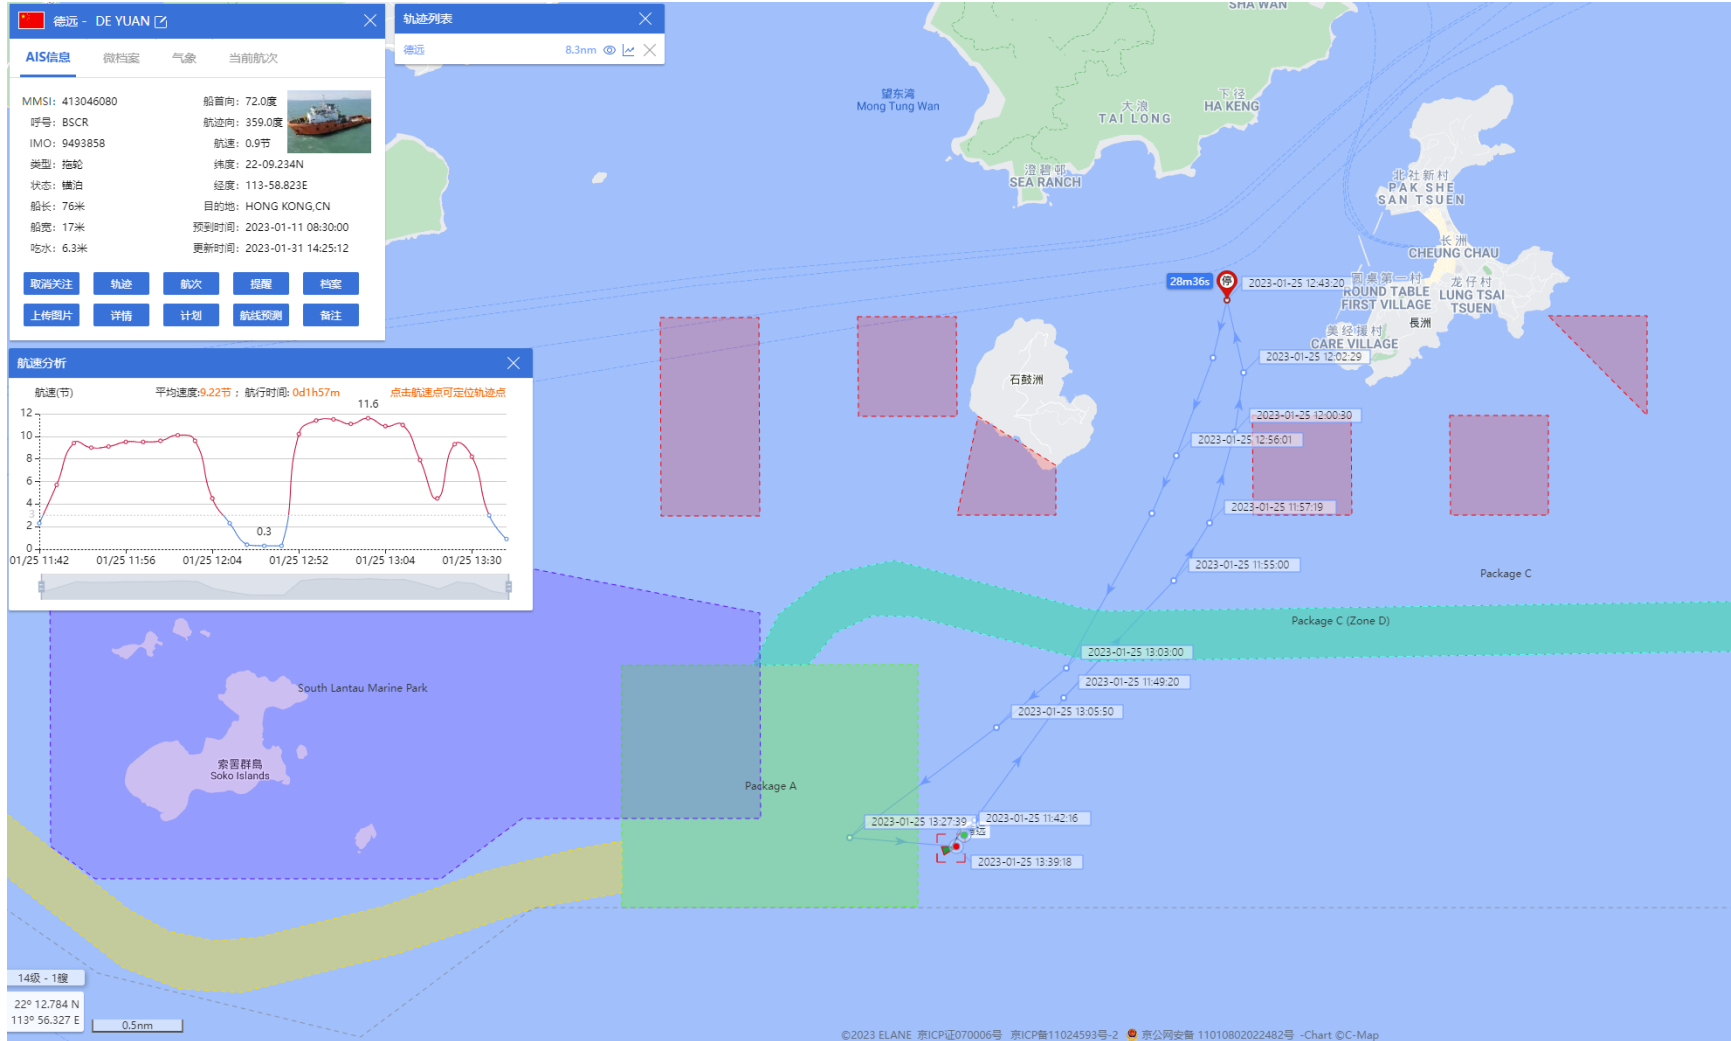 德远 - DE YUAN
AIS信息 微档案 气象 当前航次
MMSI: 413046080
船首向: 72.0度
呼号: BSCR
航迹向: 359.0度
IMO: 9493858
航速: 0.9节
类型: 拖轮
纬度: 22-09.234N
状态: 锚泊
经度: 113-58.823E
船长: 76米
目的地: HONG KONG,CN
船宽: 17米
预到时间: 2023-01-11 08:30:00
吃水: 6.3米
更新时间: 2023-01-31 14:25:12
取消关注 轨迹 航次 提醒 档案
上传图片 详情 计划 航线预测 备注
轨迹列表
德远 8.3nm
航速分析
航速(节) 平均速度:9.22节 ; 航行时间: 0d1h57m 点击航速点可定位轨迹点
11.6
12
10
8
6
4
3
2
0
0.3
01/25 11:42 01/25 11:56 01/25 12:04 01/25 12:52 01/25 13:04 01/25 13:30
SHA WAN
望东湾
Mong Tung Wan
大浪
TAI LONG
下径
HA KENG
澄碧邨
SEA RANCH
北社新村
PAK SHE
SAN TSUEN
长洲
CHEUNG CHAU
圆桌第一村
ROUND TABLE
FIRST VILLAGE
龙仔村
LUNG TSAI
TSUEN
長洲
美经援村
CARE VILLAGE
石鼓洲
28m36s
停
2023-01-25 12:43:20
2023-01-25 12:02:29
2023-01-25 12:00:30
2023-01-25 12:56:01
2023-01-25 11:57:19
2023-01-25 11:55:00
Package C
Package C (Zone D)
2023-01-25 13:03:00
2023-01-25 11:49:20
2023-01-25 13:05:50
South Lantau Marine Park
索罟群島
Soko Islands
Package A
2023-01-25 13:27:39
2023-01-25 11:42:16
德远
2023-01-25 13:39:18
14级 - 1艘
22º 12.784 N
113º 56.327 E
0.5nm
©2023 ELANE 京ICP证070006号 京ICP备11024593号-2 京公网安备 11010802022482号 -Chart ©C-Map